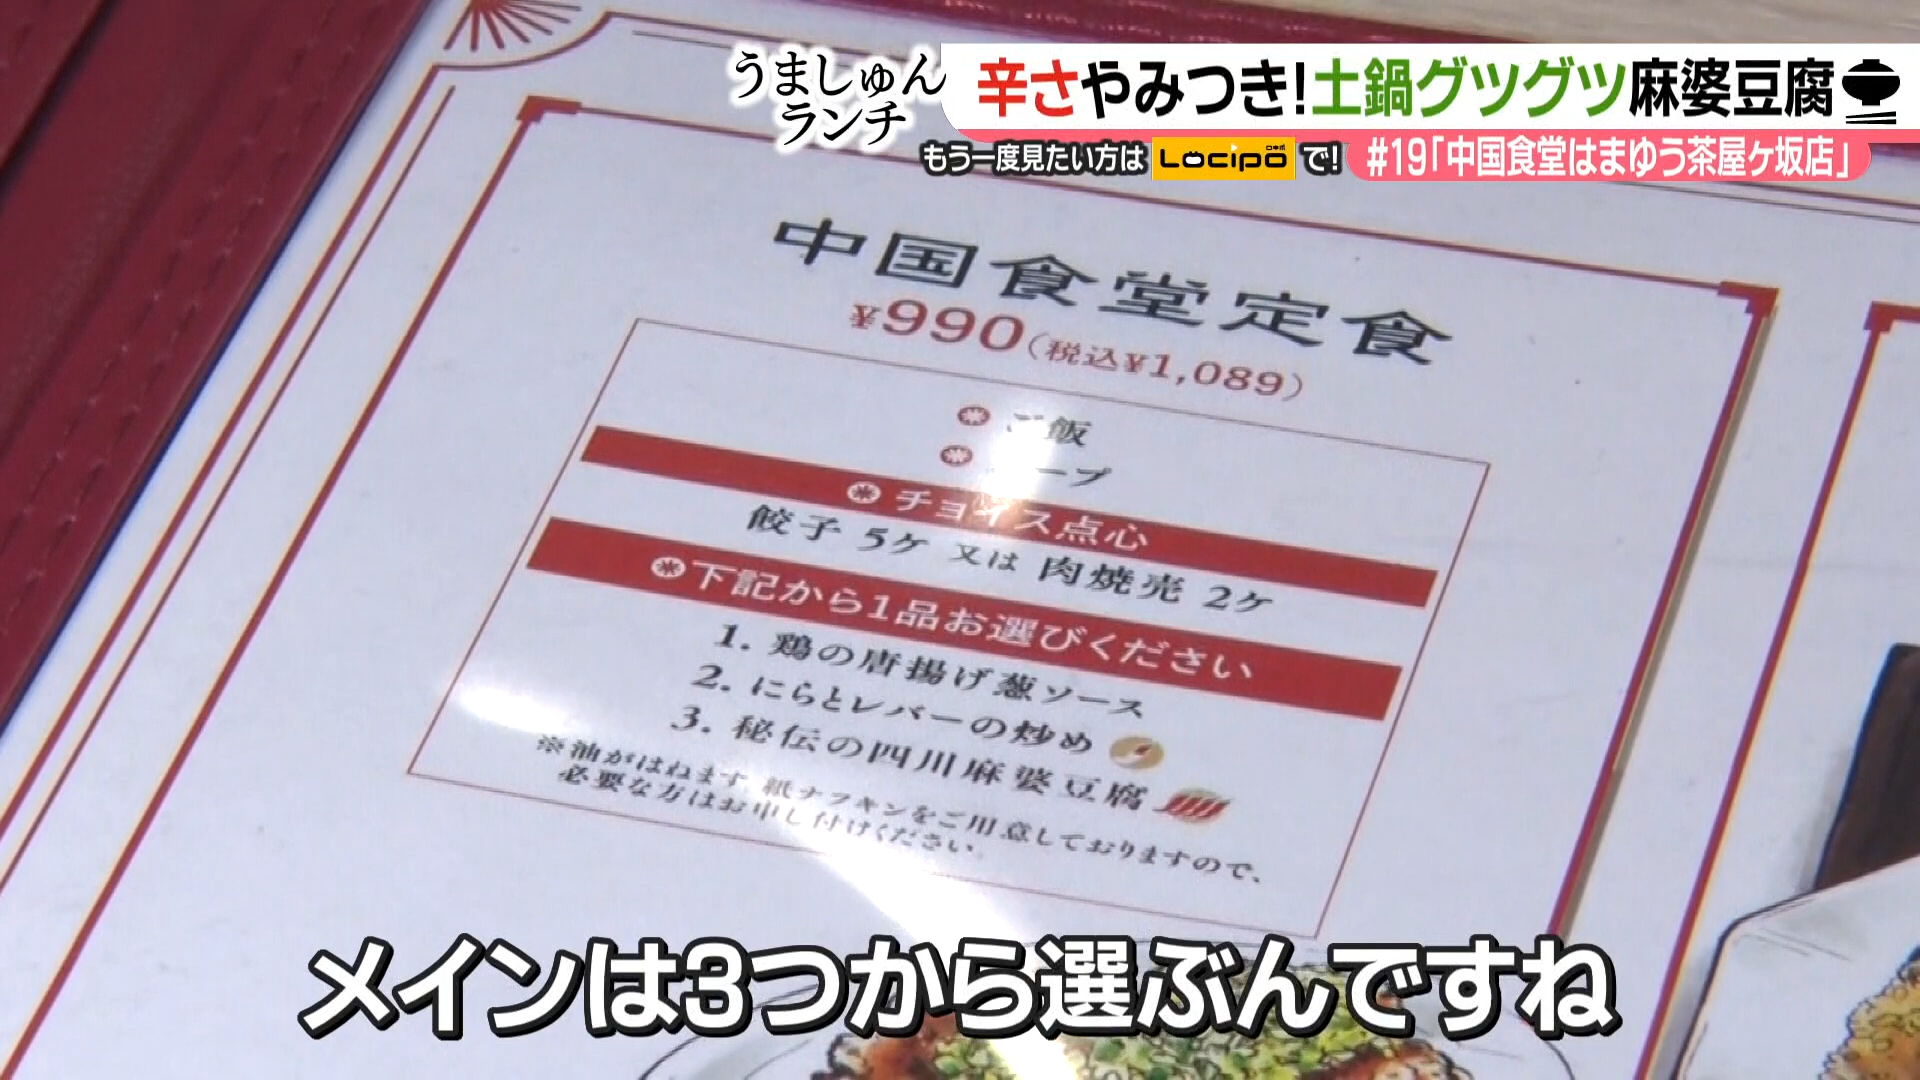 うましゅん
ランチ
辛さやみつき!土鍋グツグツ麻婆豆腐
もう一度見たい方は Locipo ロキポ で! #19「中国食堂はまゆう茶屋ヶ坂店」
中国食堂定食
¥990(税込¥1,089)
ご飯
スープ
チョイス点心
餃子 5ケ 又は 肉焼売 2ケ
下記から1品お選びください
1. 鶏の唐揚げ葱ソース
2. にらとレバーの炒め
3. 秘伝の四川麻婆豆腐
※油がはねます。紙ナフキンをご用意しておりますので、
必要な方はお申し付けください。
メインは3つから選ぶんですね